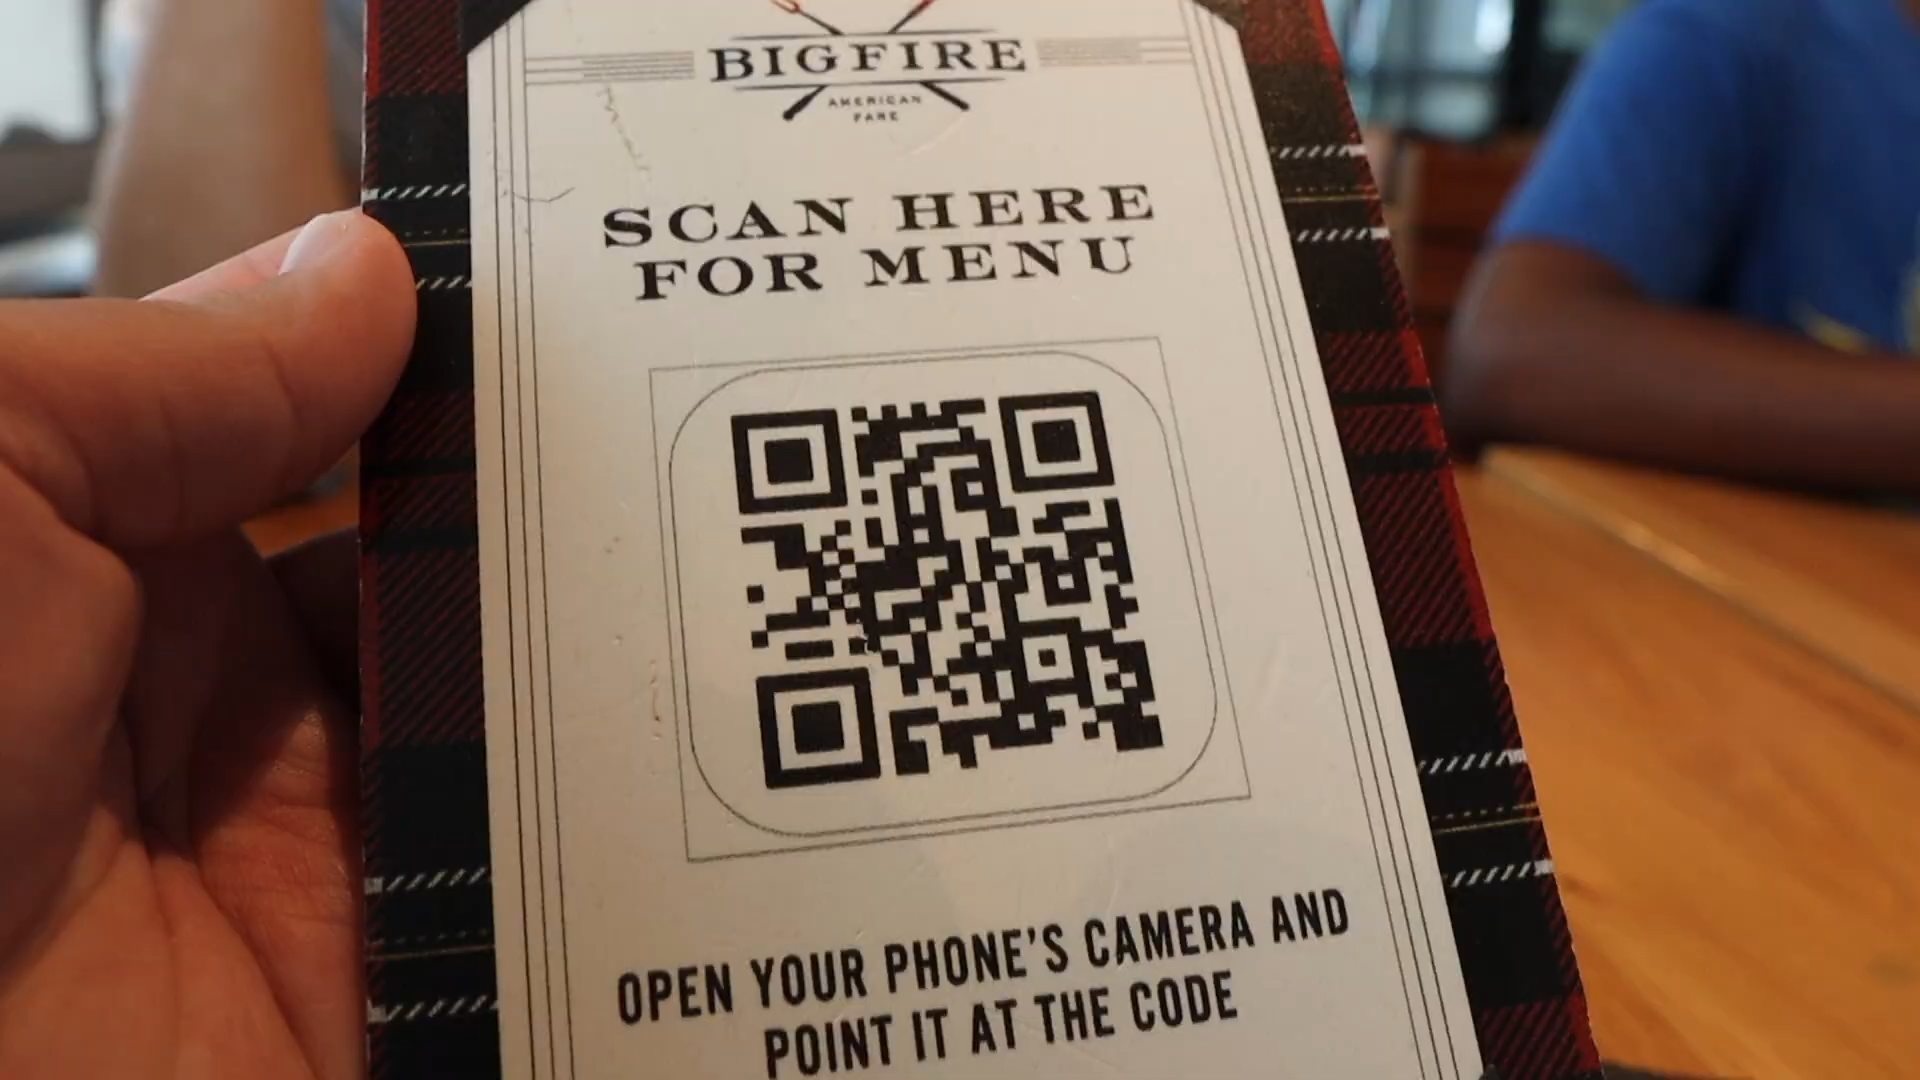 BIGFIRE
AMERICAN
FARE
SCAN HERE
FOR MENU
OPEN YOUR PHONE'S CAMERA AND
POINT IT AT THE CODE